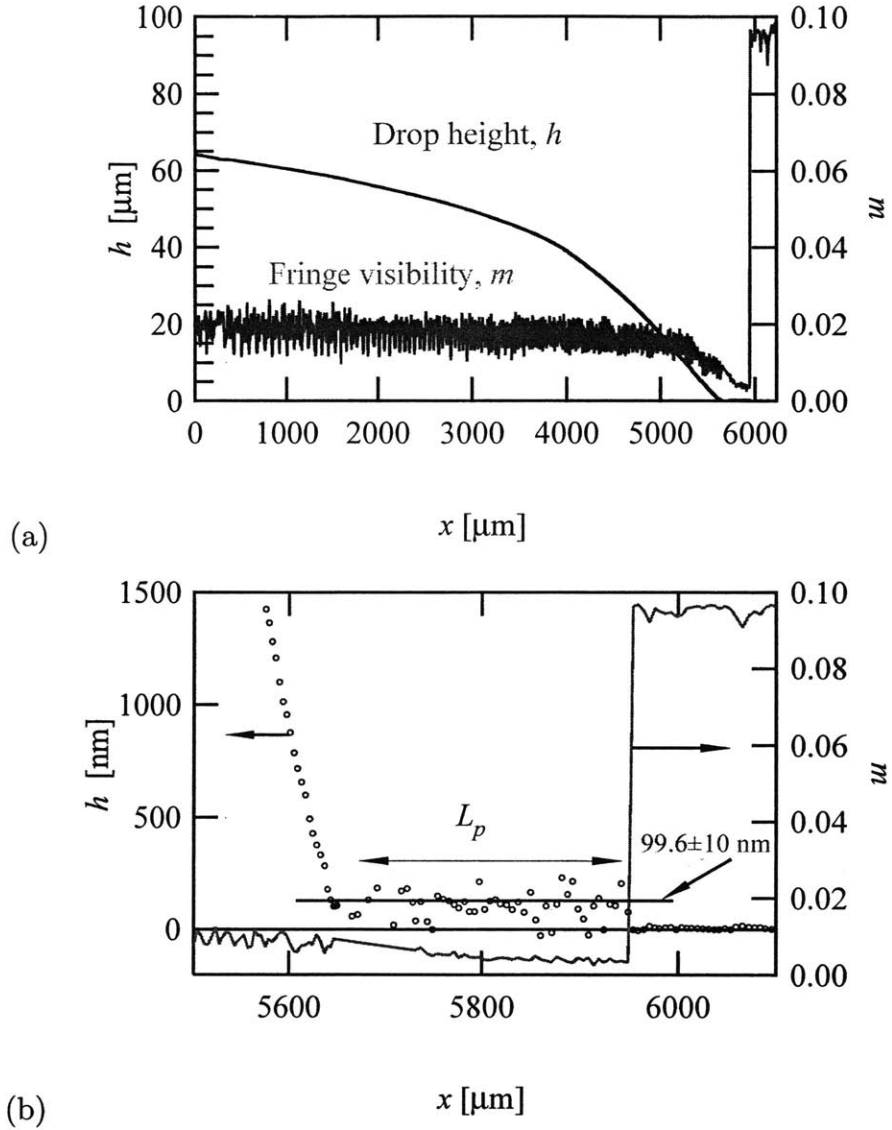 100
80
60
40
20
0
h [μm]
0.10
0.08
0.06
0.04
0.02
0.00
m
Drop height, h
Fringe visibility, m
0 1000 2000 3000 4000 5000 6000
x [μm]
(a)
1500
1000
500
0
h [nm]
0.10
0.08
0.06
0.04
0.02
0.00
m
L_p
99.6±10 nm
5600 5800 6000
x [μm]
(b)